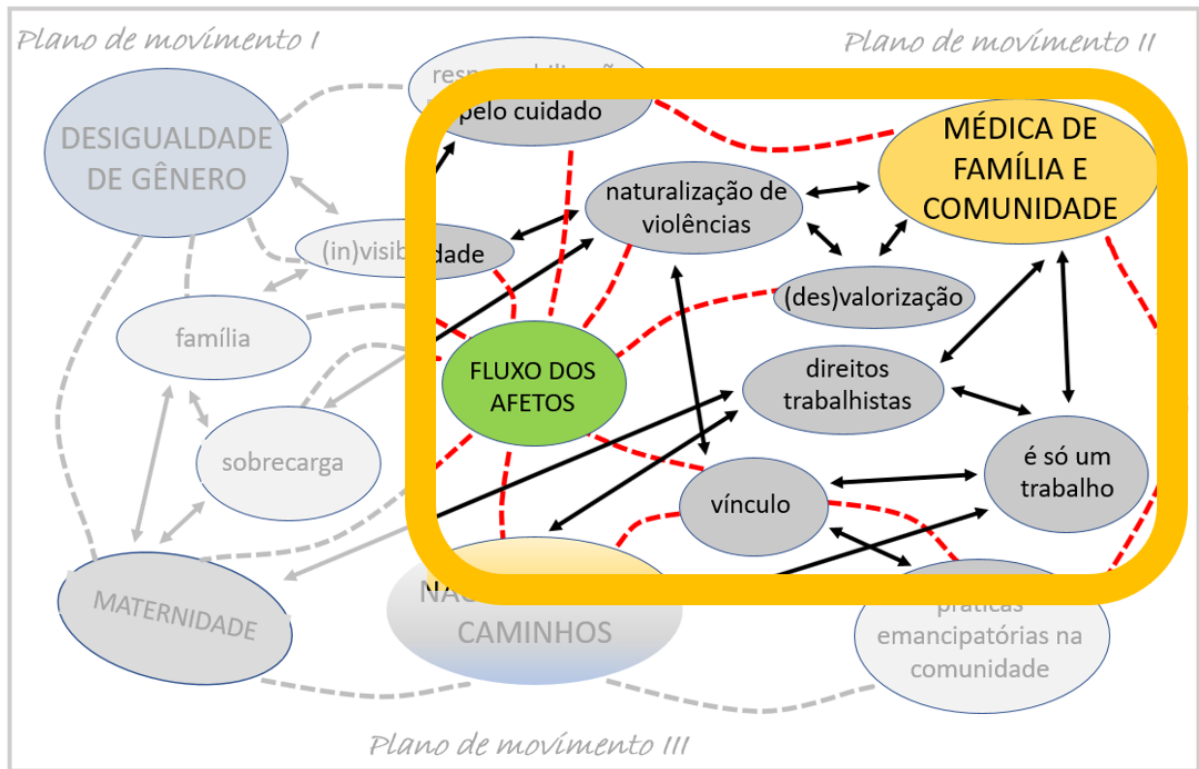 Plano de movimento I
Plano de movimento II
pelo cuidado
DESIGUALDADE
DE GÊNERO
MÉDICA DE
FAMÍLIA E
COMUNIDADE
naturalização de
violências
(in)visibilidade
(des)valorização
família
FLUXO DOS
AFETOS
direitos
trabalhistas
sobrecarga
é só um
trabalho
vínculo
MATERNIDADE
CAMINHOS
práticas
emancipatórias na
comunidade
Plano de movimento III